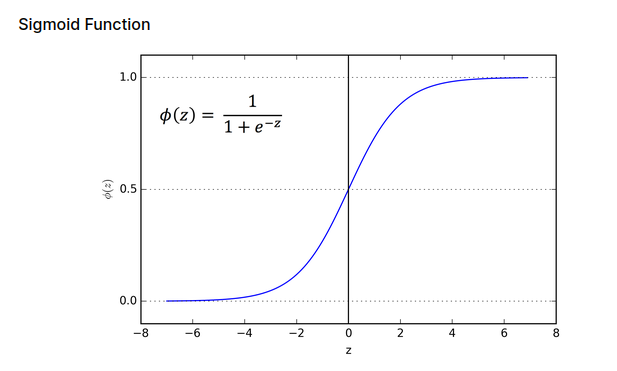 Sigmoid Function
1.0
ϕ(z) = 1 / (1 + e^{−z})
ϕ(z)
0.5
0.0
−8 −6 −4 −2 0 2 4 6 8
z